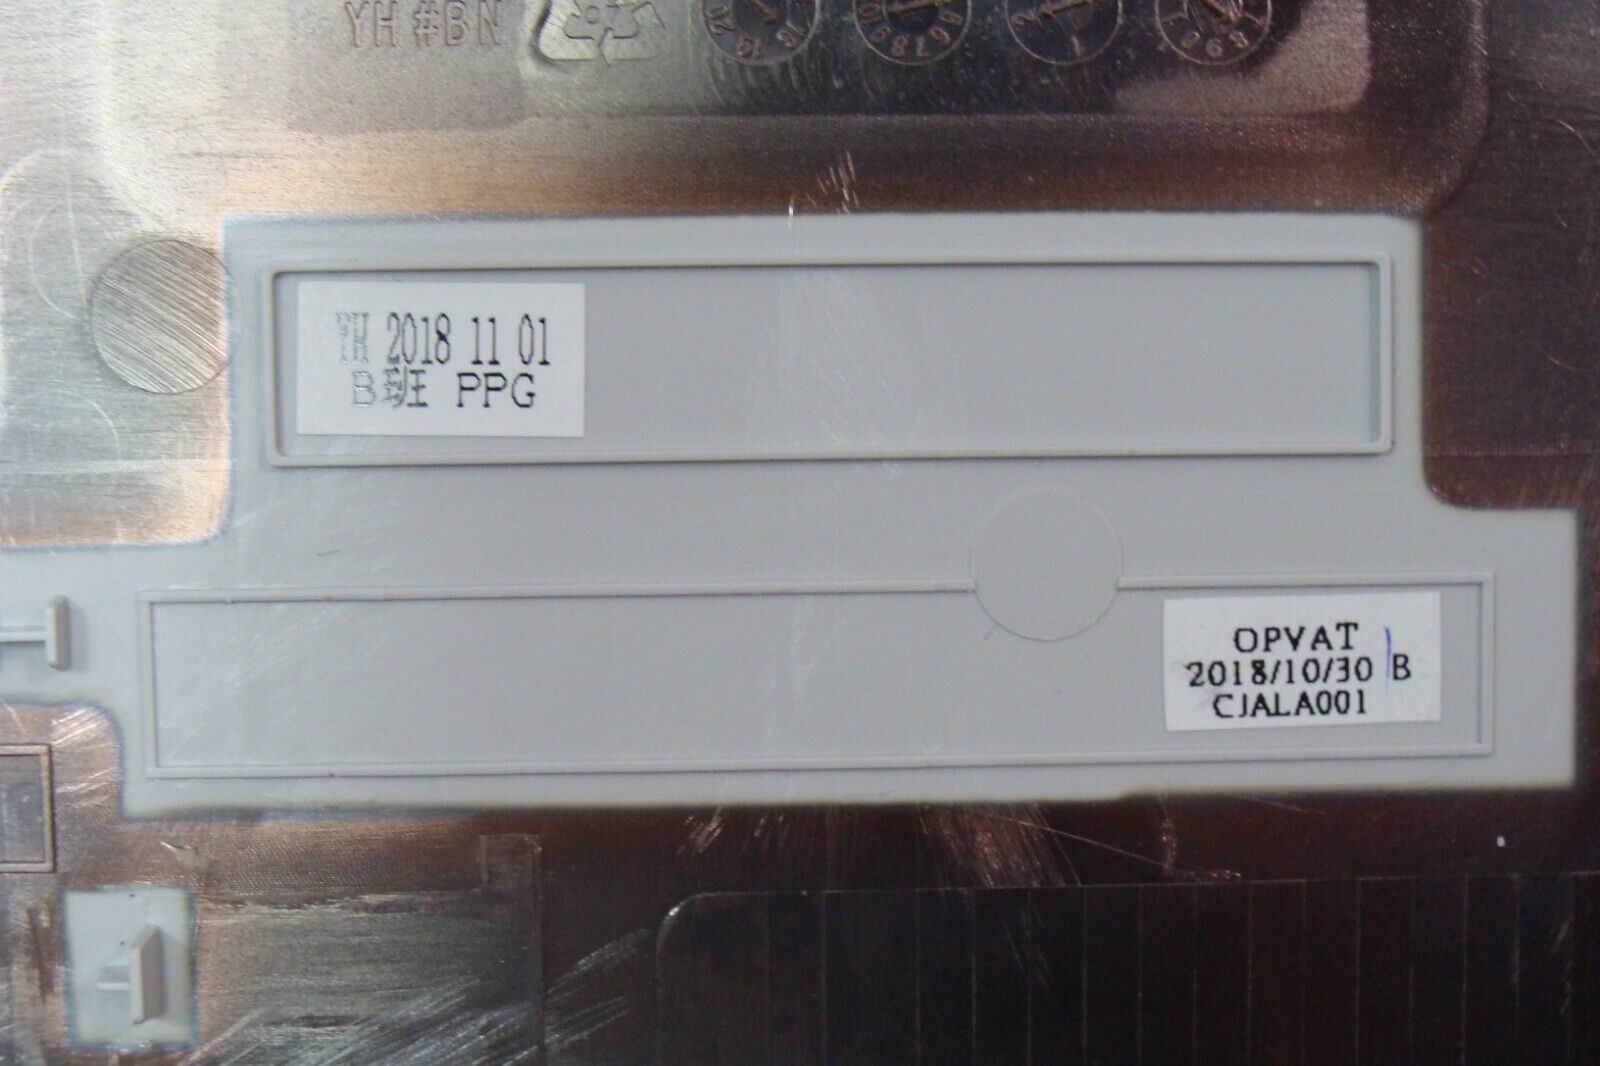 YH #BN
YH 2018 11 01
B班 PPG
OPVAT
2018/10/30 B
CJALA001